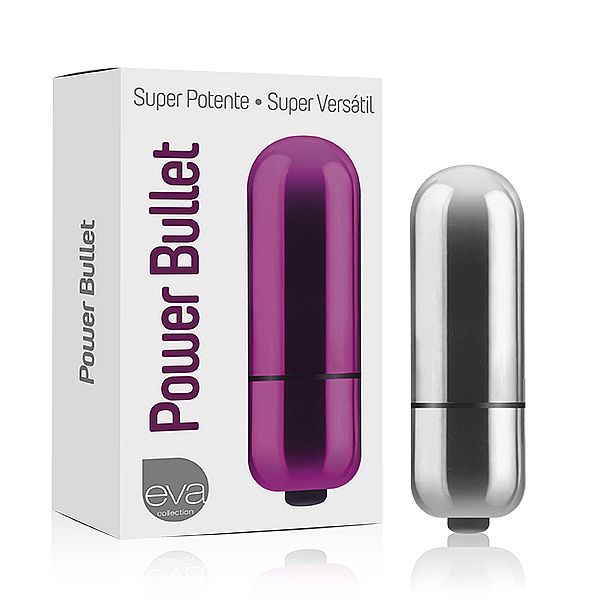 Super Potente • Super Versátil
Power Bullet
Power Bullet
eva
collection